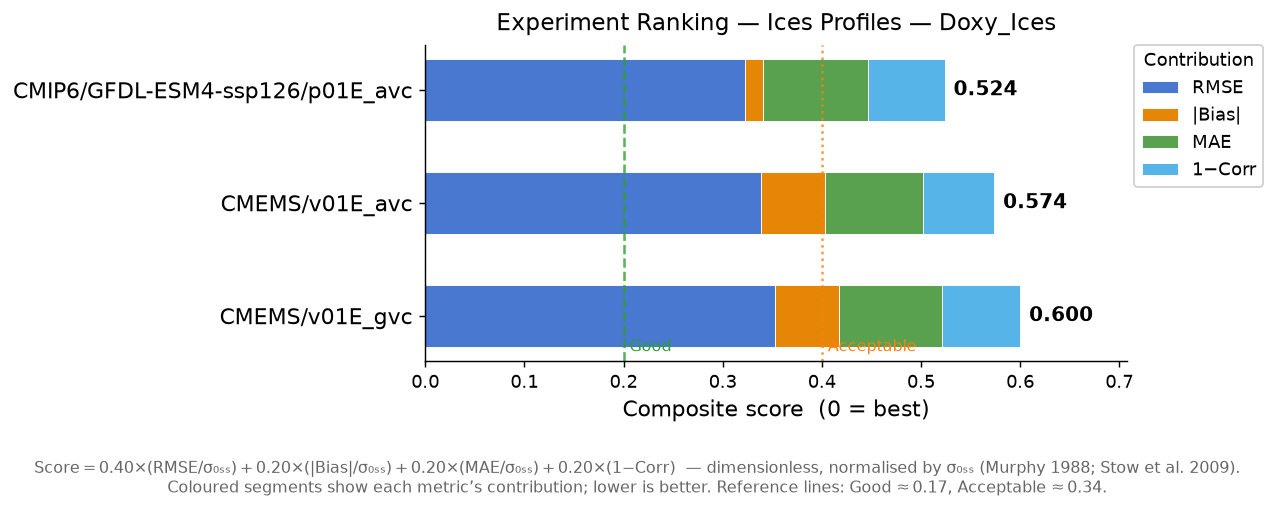 Experiment Ranking — Ices Profiles — Doxy_Ices
CMIP6/GFDL-ESM4-ssp126/p01E_avc
0.524
CMEMS/v01E_avc
0.574
CMEMS/v01E_gvc
0.600
Good
Acceptable
0.0 0.1 0.2 0.3 0.4 0.5 0.6 0.7
Composite score (0 = best)
Contribution
RMSE
|Bias|
MAE
1−Corr
Score = 0.40×(RMSE/σ₀ₛₛ) + 0.20×(|Bias|/σ₀ₛₛ) + 0.20×(MAE/σ₀ₛₛ) + 0.20×(1−Corr) — dimensionless, normalised by σ₀ₛₛ (Murphy 1988; Stow et al. 2009).
Coloured segments show each metric’s contribution; lower is better. Reference lines: Good ≈ 0.17, Acceptable ≈ 0.34.